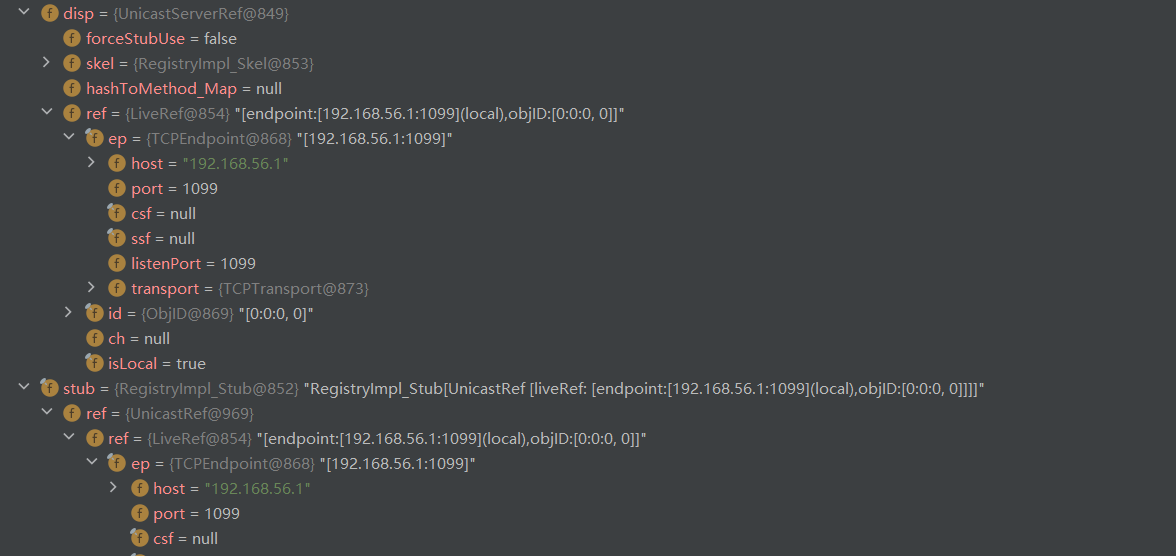 disp = {UnicastServerRef@849}
forceStubUse = false
skel = {RegistryImpl_Skel@853}
hashToMethod_Map = null
ref = {LiveRef@854} "[endpoint:[192.168.56.1:1099](local),objID:[0:0:0, 0]]"
ep = {TCPEndpoint@868} "[192.168.56.1:1099]"
host = "192.168.56.1"
port = 1099
csf = null
ssf = null
listenPort = 1099
transport = {TCPTransport@873}
id = {ObjID@869} "[0:0:0, 0]"
ch = null
isLocal = true
stub = {RegistryImpl_Stub@852} "RegistryImpl_Stub[UnicastRef [liveRef: [endpoint:[192.168.56.1:1099](local),objID:[0:0:0, 0]]]]"
ref = {UnicastRef@969}
ref = {LiveRef@854} "[endpoint:[192.168.56.1:1099](local),objID:[0:0:0, 0]]"
ep = {TCPEndpoint@868} "[192.168.56.1:1099]"
host = "192.168.56.1"
port = 1099
csf = null